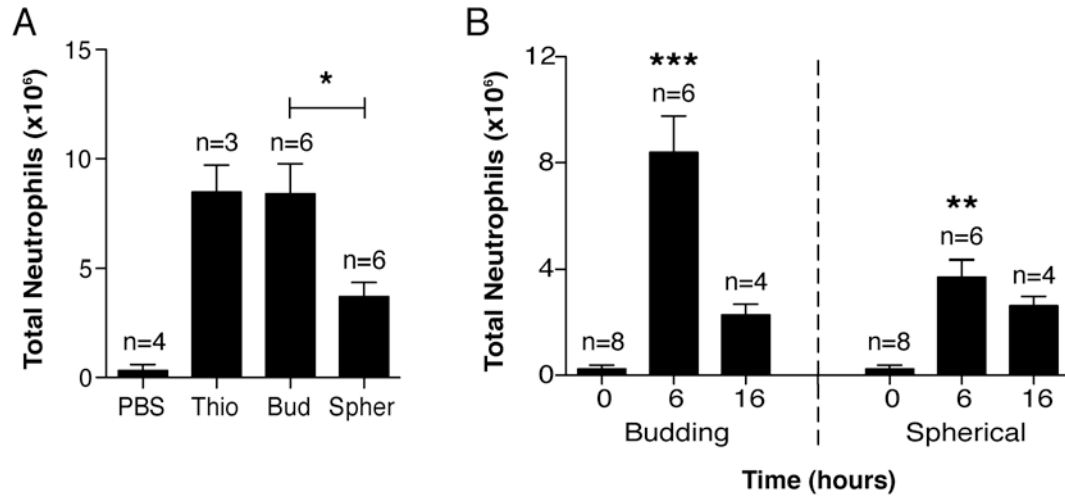 A
Total Neutrophils (x10⁶)
15
10
5
0
*
n=4
n=3
n=6
n=6
PBS Thio Bud Spher
B
Total Neutrophils (x10⁶)
12
8
4
0
***
n=6
n=8
n=4
**
n=6
n=8
n=4
0 6 16 0 6 16
Budding Spherical
Time (hours)